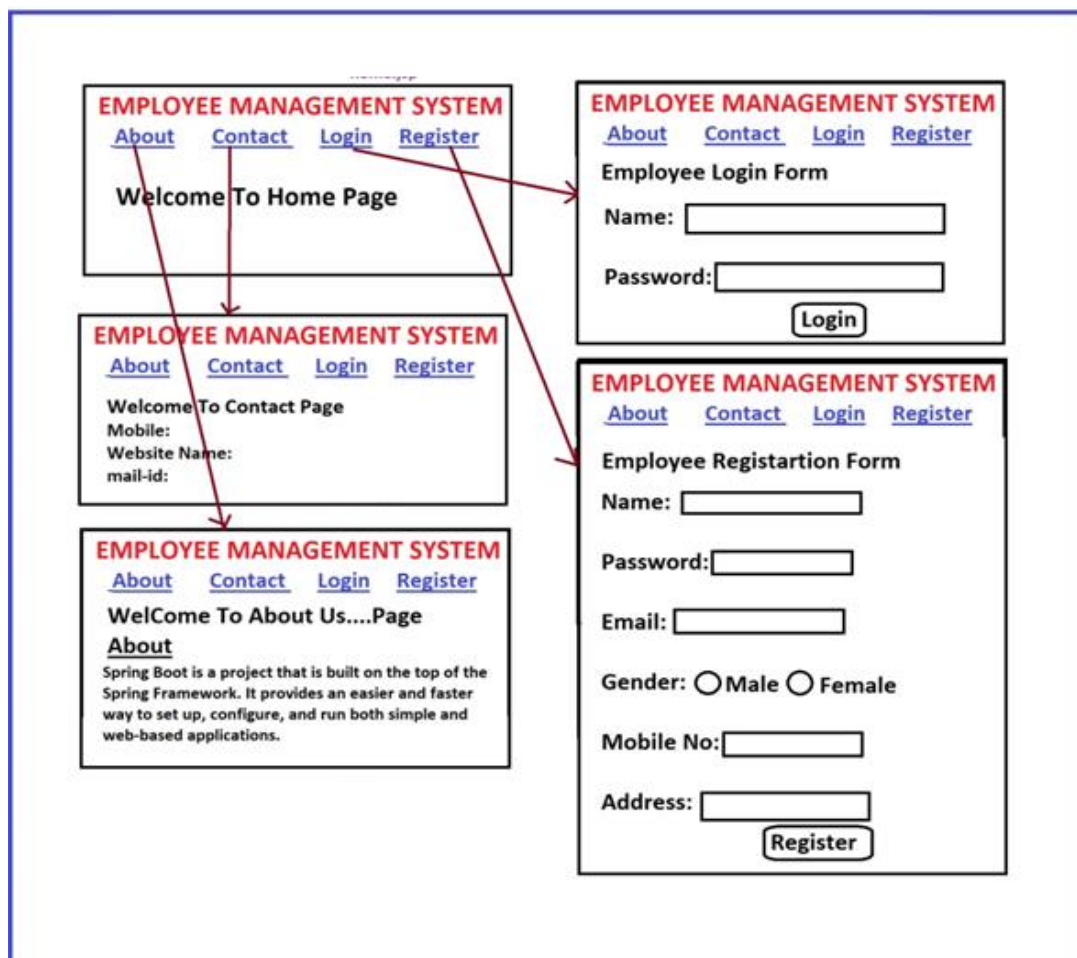 EMPLOYEE MANAGEMENT SYSTEM
About Contact Login Register
Welcome To Home Page
EMPLOYEE MANAGEMENT SYSTEM
About Contact Login Register
Welcome To Contact Page
Mobile:
Website Name:
mail-id:
EMPLOYEE MANAGEMENT SYSTEM
About Contact Login Register
WelCome To About Us....Page
About
Spring Boot is a project that is built on the top of the
Spring Framework. It provides an easier and faster
way to set up, configure, and run both simple and
web-based applications.
EMPLOYEE MANAGEMENT SYSTEM
About Contact Login Register
Employee Login Form
Name:
Password:
Login
EMPLOYEE MANAGEMENT SYSTEM
About Contact Login Register
Employee Registartion Form
Name:
Password:
Email:
Gender: Male Female
Mobile No:
Address:
Register